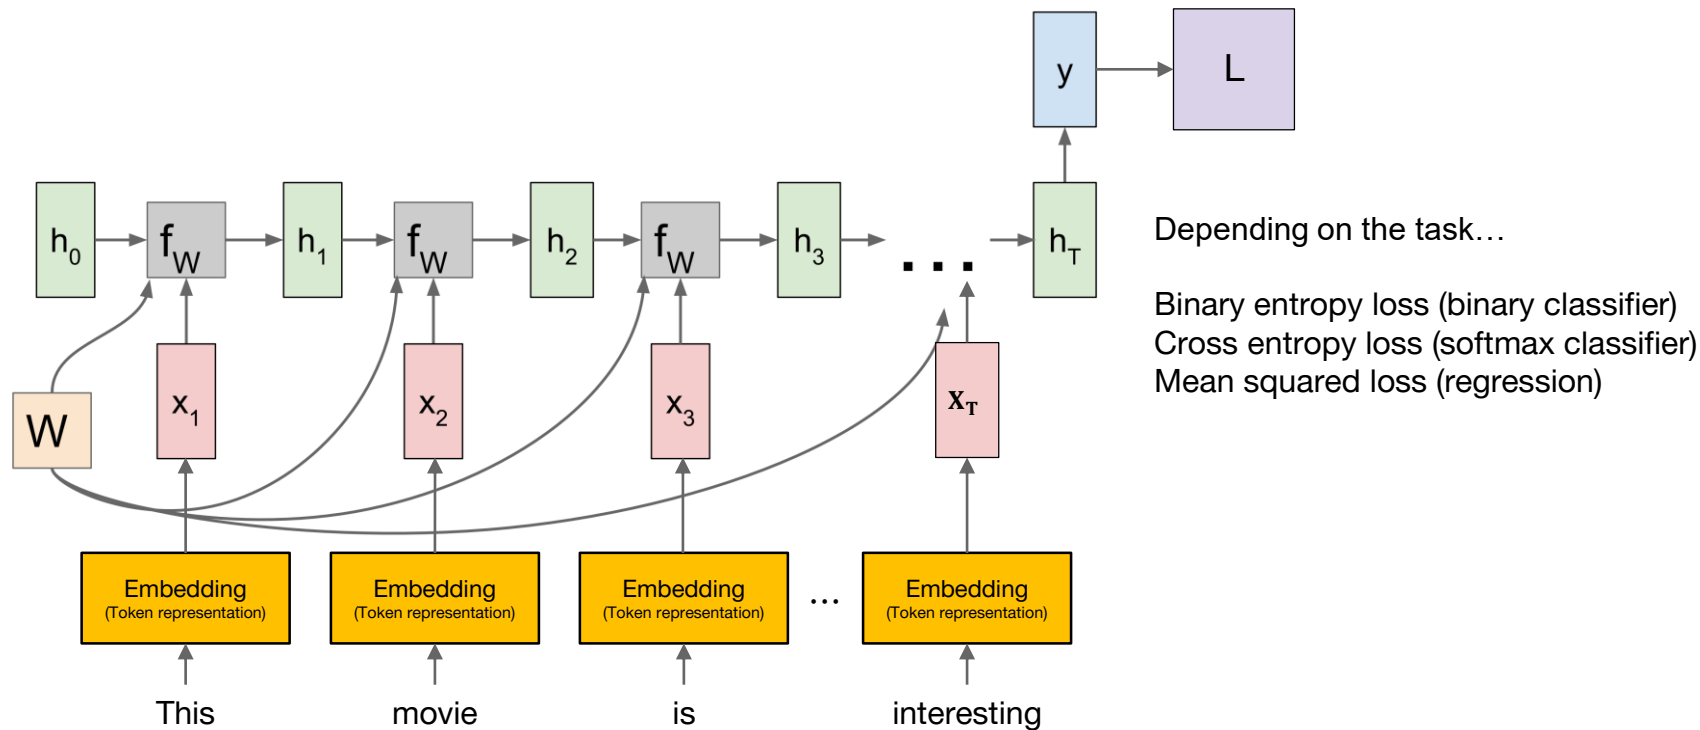 y
L
h0
fW
h1
fW
h2
fW
h3
...
hT
Depending on the task…
Binary entropy loss (binary classifier)
Cross entropy loss (softmax classifier)
Mean squared loss (regression)
W
x1
x2
x3
XT
Embedding
(Token representation)
Embedding
(Token representation)
Embedding
(Token representation)
...
Embedding
(Token representation)
This
movie
is
interesting